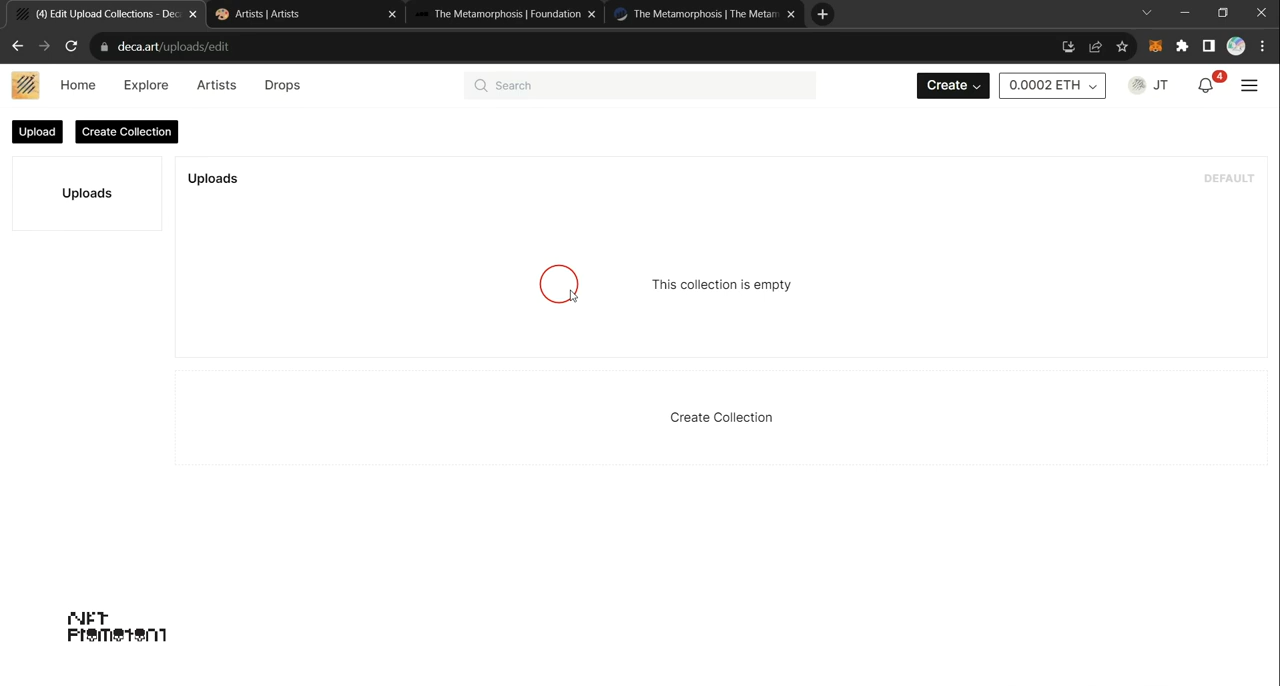 (4) Edit Upload Collections - Dec
Artists | Artists
The Metamorphosis | Foundation
The Metamorphosis | The Metam
deca.art/uploads/edit
Home
Explore
Artists
Drops
Search
Create
0.0002 ETH
JT
4
Upload
Create Collection
Uploads
Uploads
DEFAULT
This collection is empty
Create Collection